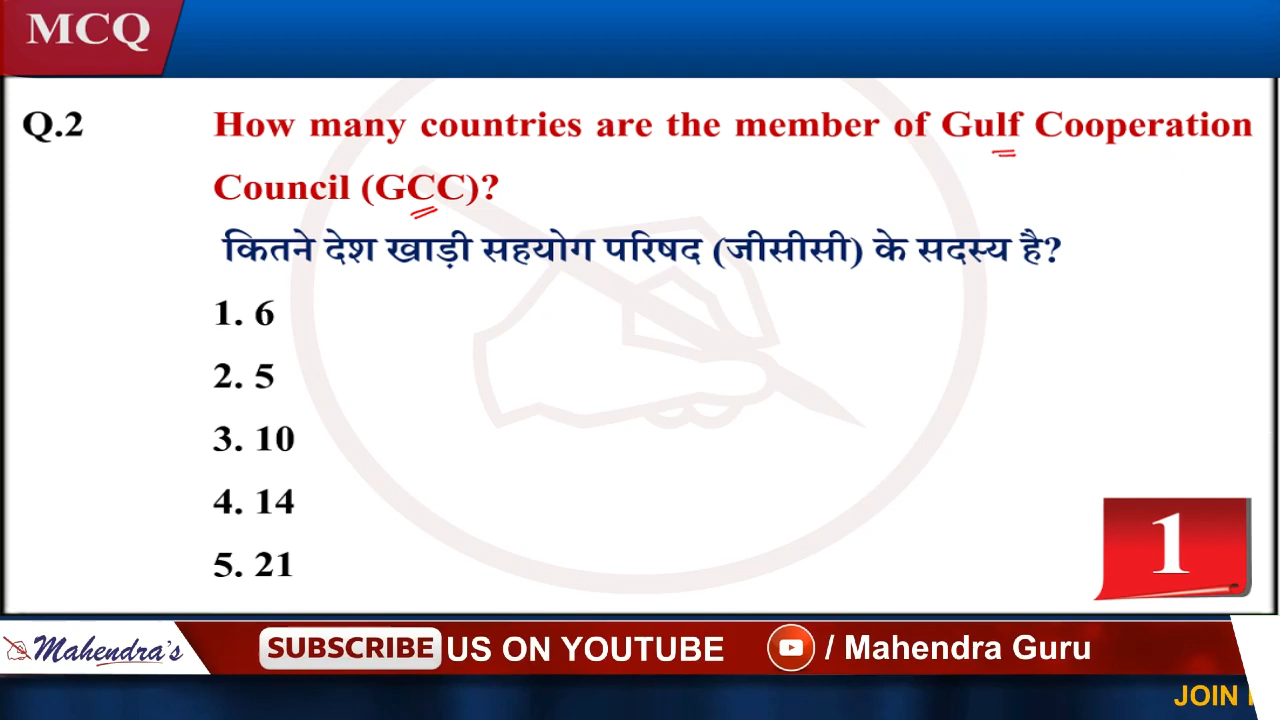 MCQ
Q.2 How many countries are the member of Gulf Cooperation
Council (GCC)?
कितने देश खाड़ी सहयोग परिषद (जीसीसी) के सदस्य है?
1. 6
2. 5
3. 10
4. 14
5. 21
1
Mahendra's SUBSCRIBE US ON YOUTUBE / Mahendra Guru
JOIN